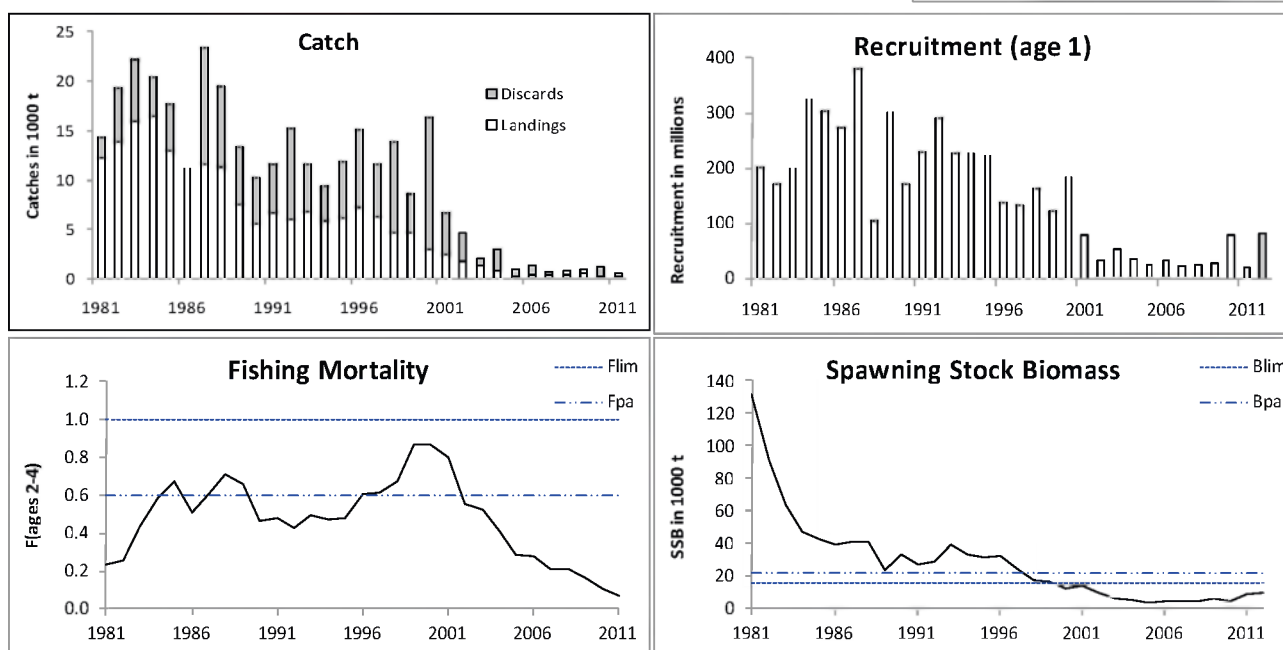 Catch
Catches in 1000 t
25
20
15
10
5
0
Discards
Landings
1981 1986 1991 1996 2001 2006 2011
Recruitment (age 1)
Recruitment in millions
400
300
200
100
0
1981 1986 1991 1996 2001 2006 2011
Fishing Mortality
Flim
Fpa
F(ages 2-4)
1.2
1.0
0.8
0.6
0.4
0.2
0.0
1981 1986 1991 1996 2001 2006 2011
Spawning Stock Biomass
Blim
Bpa
SSB in 1000 t
140
120
100
80
60
40
20
0
1981 1986 1991 1996 2001 2006 2011